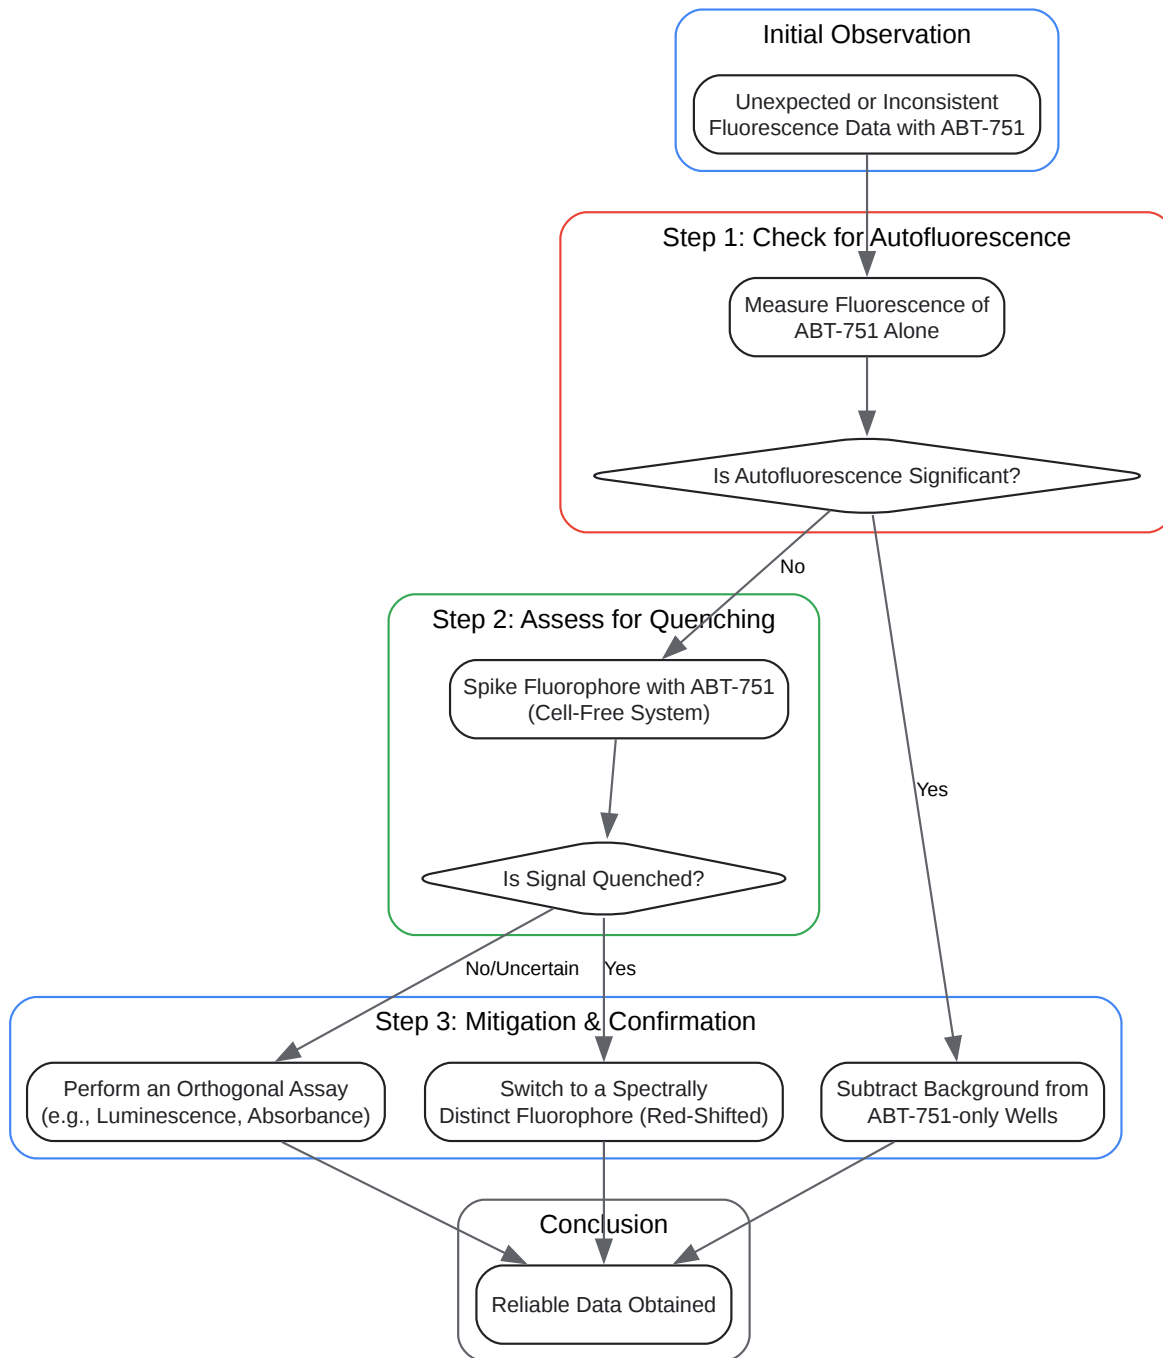 Initial Observation
Unexpected or Inconsistent
Fluorescence Data with ABT-751
Step 1: Check for Autofluorescence
Measure Fluorescence of
ABT-751 Alone
Is Autofluorescence Significant?
No
Step 2: Assess for Quenching
Spike Fluorophore with ABT-751
(Cell-Free System)
Yes
Is Signal Quenched?
No/Uncertain
Yes
Step 3: Mitigation & Confirmation
Perform an Orthogonal Assay
(e.g., Luminescence, Absorbance)
Switch to a Spectrally
Distinct Fluorophore (Red-Shifted)
Subtract Background from
ABT-751-only Wells
Conclusion
Reliable Data Obtained